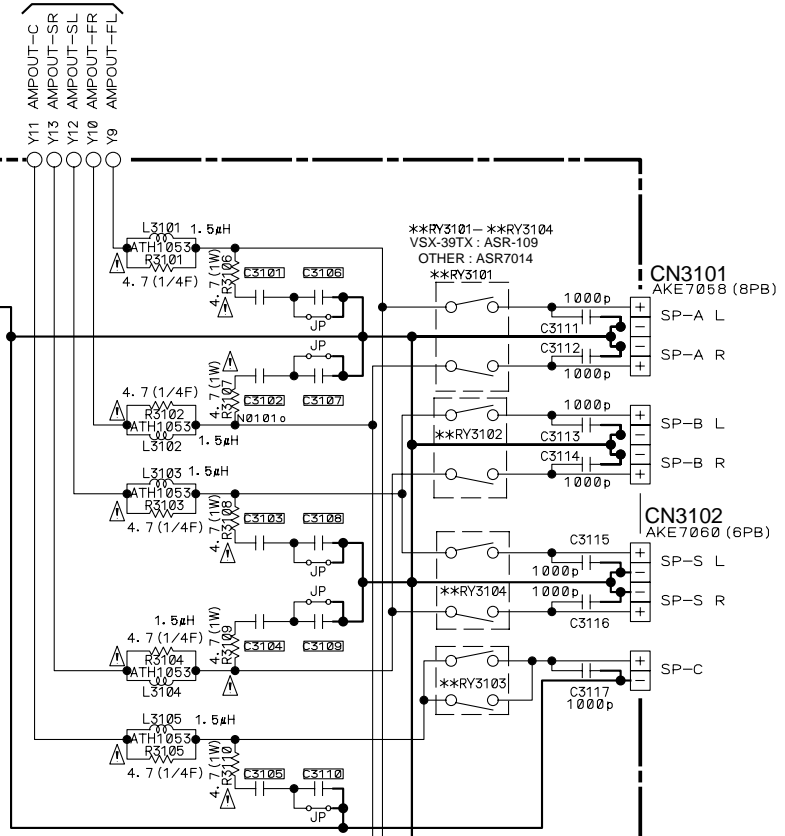 Y11 AMPOUT-C
Y13 AMPOUT-SR
Y12 AMPOUT-SL
Y10 AMPOUT-FR
Y9 AMPOUT-FL
L3101 1.5μH
ATH1053
R3101
4.7(1/4F)
4.7(1W)
R3106
C3101
C3106
JP
**RY3101-**RY3104
VSX-39TX : ASR-109
OTHER : ASR7014
**RY3101
1000p
C3111
C3112
1000p
CN3101
AKE7058(8PB)
+
-
-
+
SP-A L
SP-A R
JP
4.7(1/4F)
R3102
ATH1053
L3102
1.5μH
4.7(1W)
R3107
C3102
C3107
N0101o
**RY3102
1000p
C3113
C3114
1000p
+
-
-
+
SP-B L
SP-B R
L3103 1.5μH
ATH1053
R3103
4.7(1/4F)
4.7(1W)
R3108
C3103
C3108
JP
CN3102
AKE7060(6PB)
C3115
1000p
1000p
C3116
**RY3104
+
-
-
+
SP-S L
SP-S R
JP
1.5μH
4.7(1/4F)
R3104
ATH1053
L3104
4.7(1W)
R3109
C3104
C3109
**RY3103
C3117
1000p
+
-
SP-C
L3105 1.5μH
ATH1053
R3105
4.7(1/4F)
4.7(1W)
R3110
C3105
C3110
JP